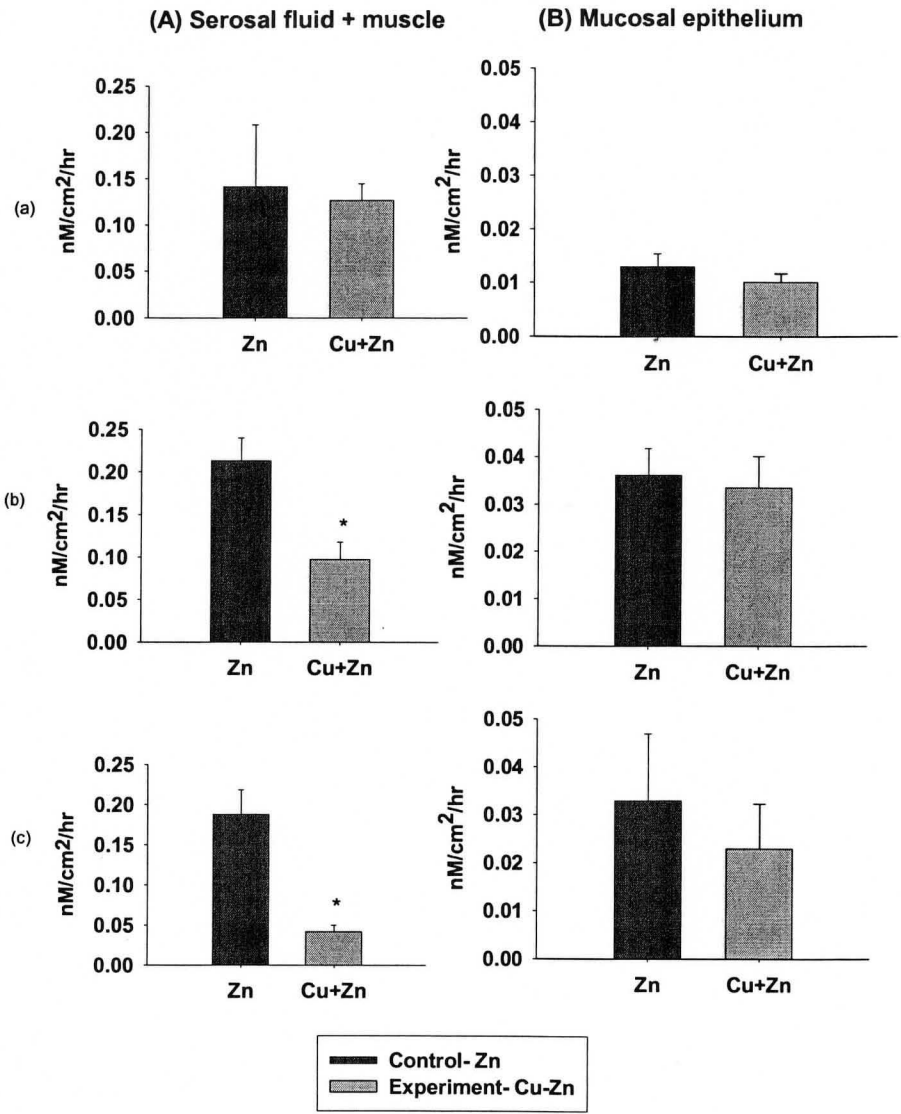 (A) Serosal fluid + muscle
(B) Mucosal epithelium
(a)
nM/cm2/hr
0.25
0.20
0.15
0.10
0.05
0.00
Zn Cu+Zn
nM/cm2/hr
0.05
0.04
0.03
0.02
0.01
0.00
Zn Cu+Zn
(b)
nM/cm2/hr
0.25
0.20
0.15
0.10
0.05
0.00
*
Zn Cu+Zn
nM/cm2/hr
0.05
0.04
0.03
0.02
0.01
0.00
Zn Cu+Zn
(c)
nM/cm2/hr
0.25
0.20
0.15
0.10
0.05
0.00
*
Zn Cu+Zn
nM/cm2/hr
0.05
0.04
0.03
0.02
0.01
0.00
Zn Cu+Zn
Control- Zn
Experiment- Cu-Zn